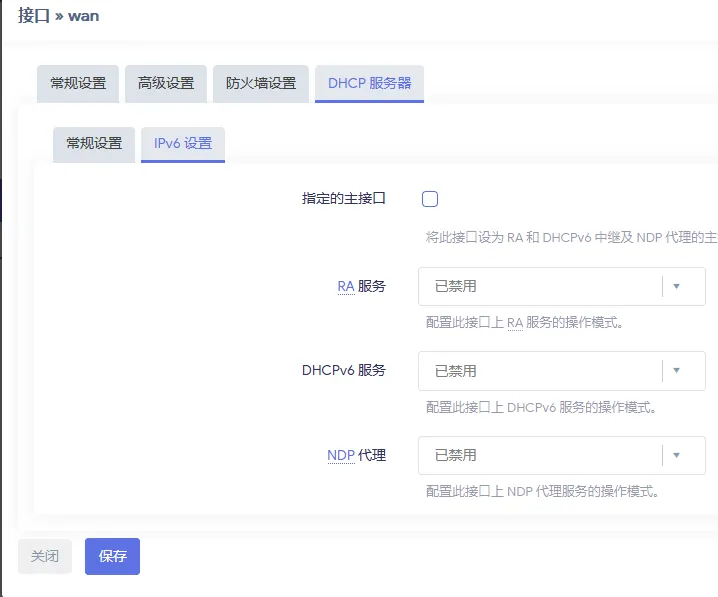 接口 » wan
常规设置 高级设置 防火墙设置 DHCP 服务器
常规设置 IPv6 设置
指定的主接口
将此接口设为 RA 和 DHCPv6 中继及 NDP 代理的主
RA 服务 已禁用
配置此接口上 RA 服务的操作模式。
DHCPv6 服务 已禁用
配置此接口上 DHCPv6 服务的操作模式。
NDP 代理 已禁用
配置此接口上 NDP 代理服务的操作模式。
关闭 保存